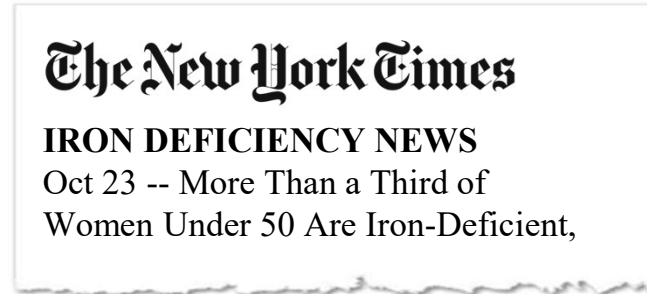 The New York Times
IRON DEFICIENCY NEWS
Oct 23 -- More Than a Third of
Women Under 50 Are Iron-Deficient,